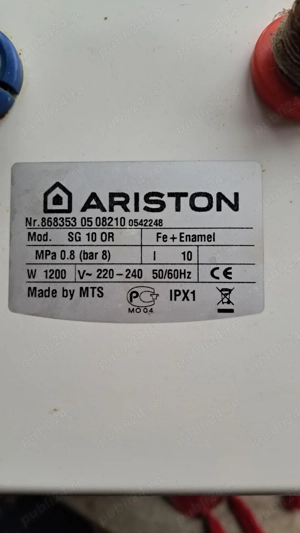 ARISTON
Nr.868353 05 08210 0542248
Mod. SG 10 OR Fe+Enamel
MPa 0.8 (bar 8) l 10
W 1200 V~ 220-240 50/60Hz CE
Made by MTS PCT IPX1
MO04